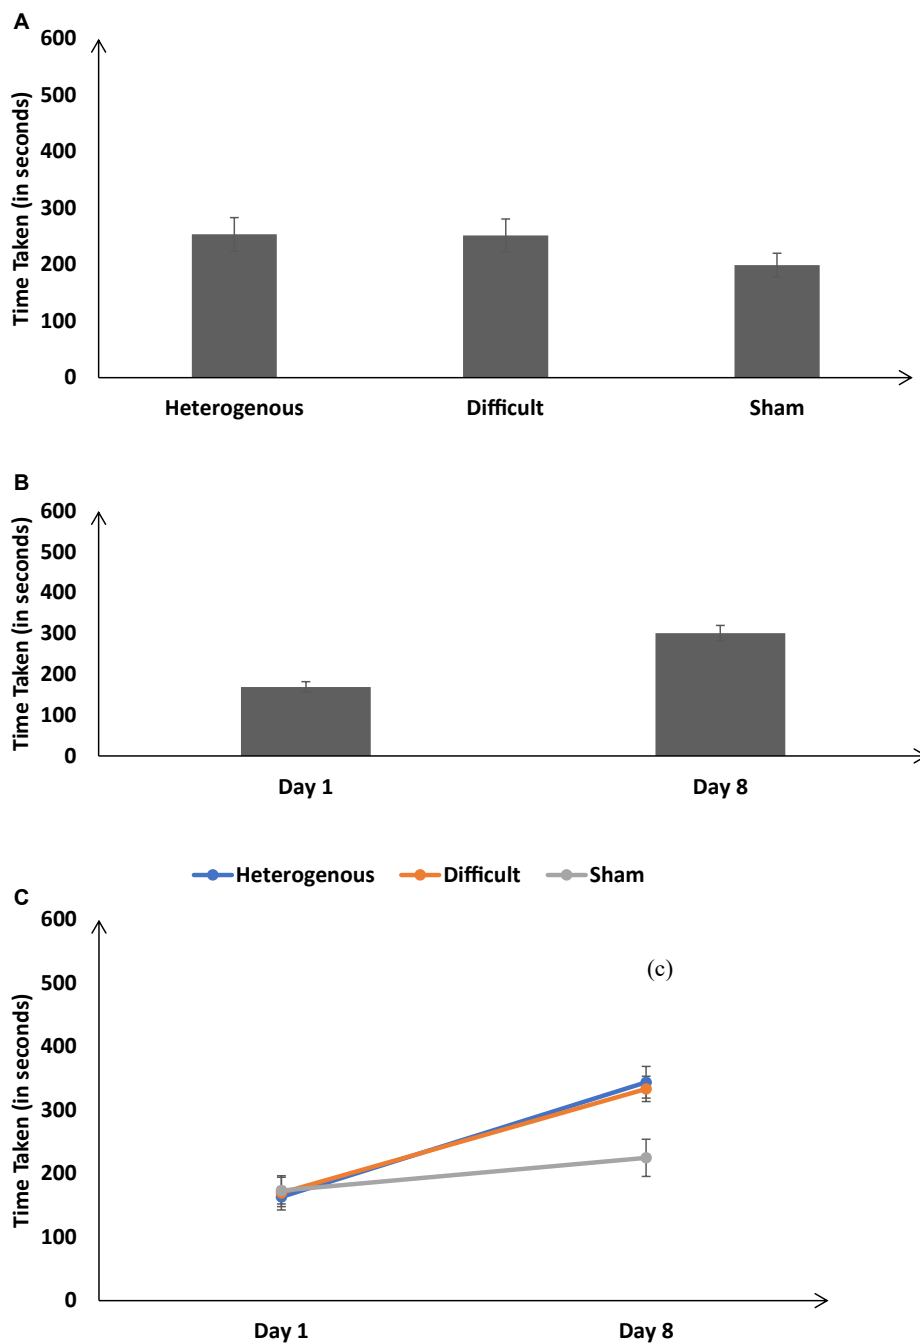 A
Time Taken (in seconds)
600
500
400
300
200
100
0
Heterogenous Difficult Sham
B
Time Taken (in seconds)
600
500
400
300
200
100
0
Day 1 Day 8
Heterogenous Difficult Sham
C
Time Taken (in seconds)
600
500
400
300
200
100
0
(c)
Day 1 Day 8